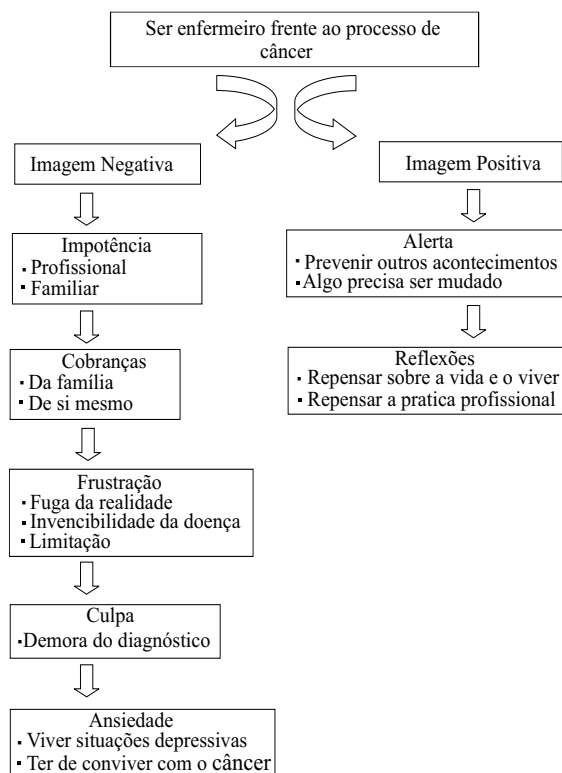 Ser enfermeiro frente ao processo de
câncer
Imagem Negativa
Imagem Positiva
Impotência
▪ Profissional
▪ Familiar
Cobranças
▪ Da família
▪ De si mesmo
Frustração
▪ Fuga da realidade
▪ Invencibilidade da doença
▪ Limitação
Culpa
▪ Demora do diagnóstico
Ansiedade
▪ Viver situações depressivas
▪ Ter de conviver com o câncer
Alerta
▪ Prevenir outros acontecimentos
▪ Algo precisa ser mudado
Reflexões
▪ Repensar sobre a vida e o viver
▪ Repensar a pratica profissional